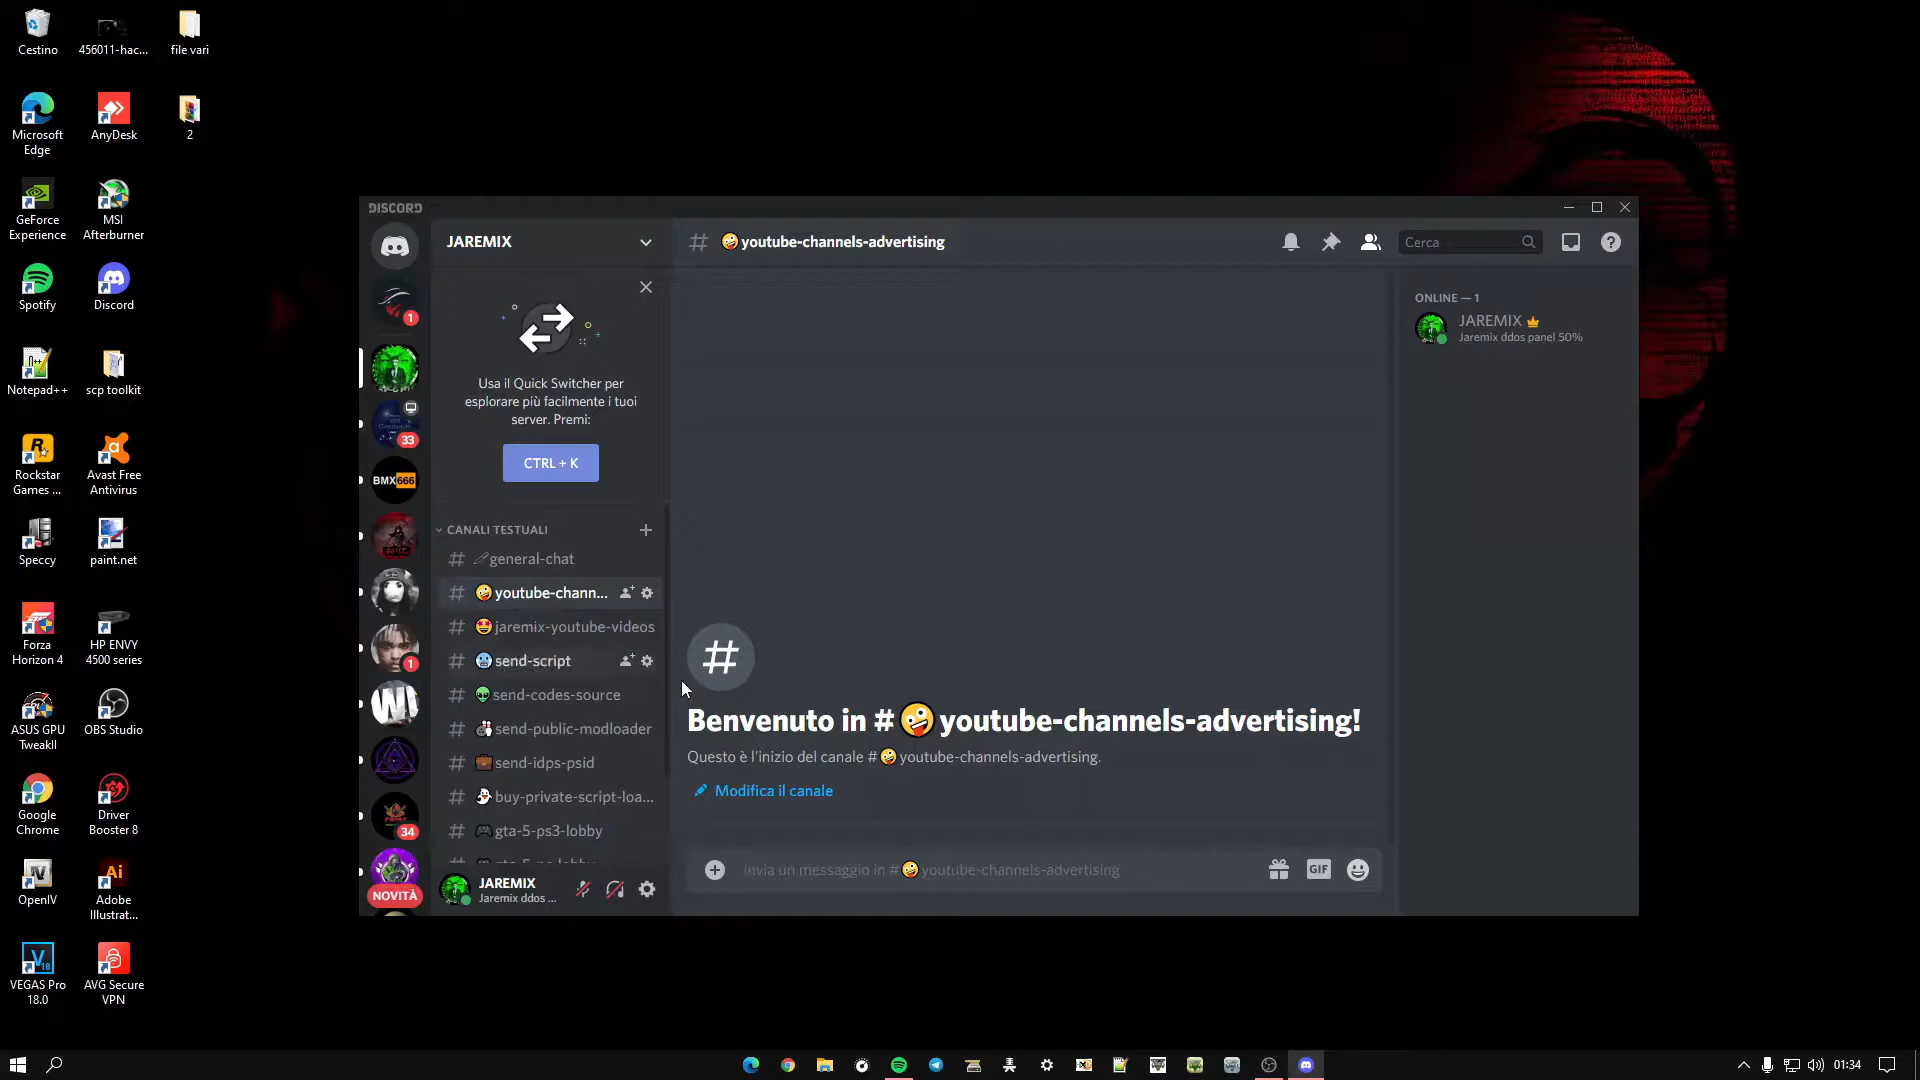 Cestino
456011-hac...
file vari
Microsoft
Edge
AnyDesk
2
GeForce
Experience
MSI
Afterburner
Spotify
Discord
Notepad++
scp toolkit
Rockstar
Games ...
Avast Free
Antivirus
Speccy
paint.net
Forza
Horizon 4
HP ENVY
4500 series
ASUS GPU
TweakII
OBS Studio
Google
Chrome
Driver
Booster 8
OpenIV
Adobe
Illustrat...
VEGAS Pro
18.0
AVG Secure
VPN
DISCORD
1
33
BMX666
1
34
NOVITÀ
JAREMIX
Usa il Quick Switcher per
esplorare più facilmente i tuoi
server. Premi:
CTRL + K
CANALI TESTUALI
# 🖊general-chat
# 🤪youtube-chann...
# 🤩jaremix-youtube-videos
# 🥶send-script
# 👽send-codes-source
# 🎳send-public-modloader
# 💼send-idps-psid
# 👻buy-private-script-loa...
# 🎮gta-5-ps3-lobby
JAREMIX
Jaremix ddos ...
# 🤪youtube-channels-advertising
Cerca
Benvenuto in #🤪youtube-channels-advertising!
Questo è l'inizio del canale #🤪youtube-channels-advertising.
Modifica il canale
Invia un messaggio in #🤪youtube-channels-advertising
GIF
ONLINE — 1
JAREMIX
Jaremix ddos panel 50%
01:34